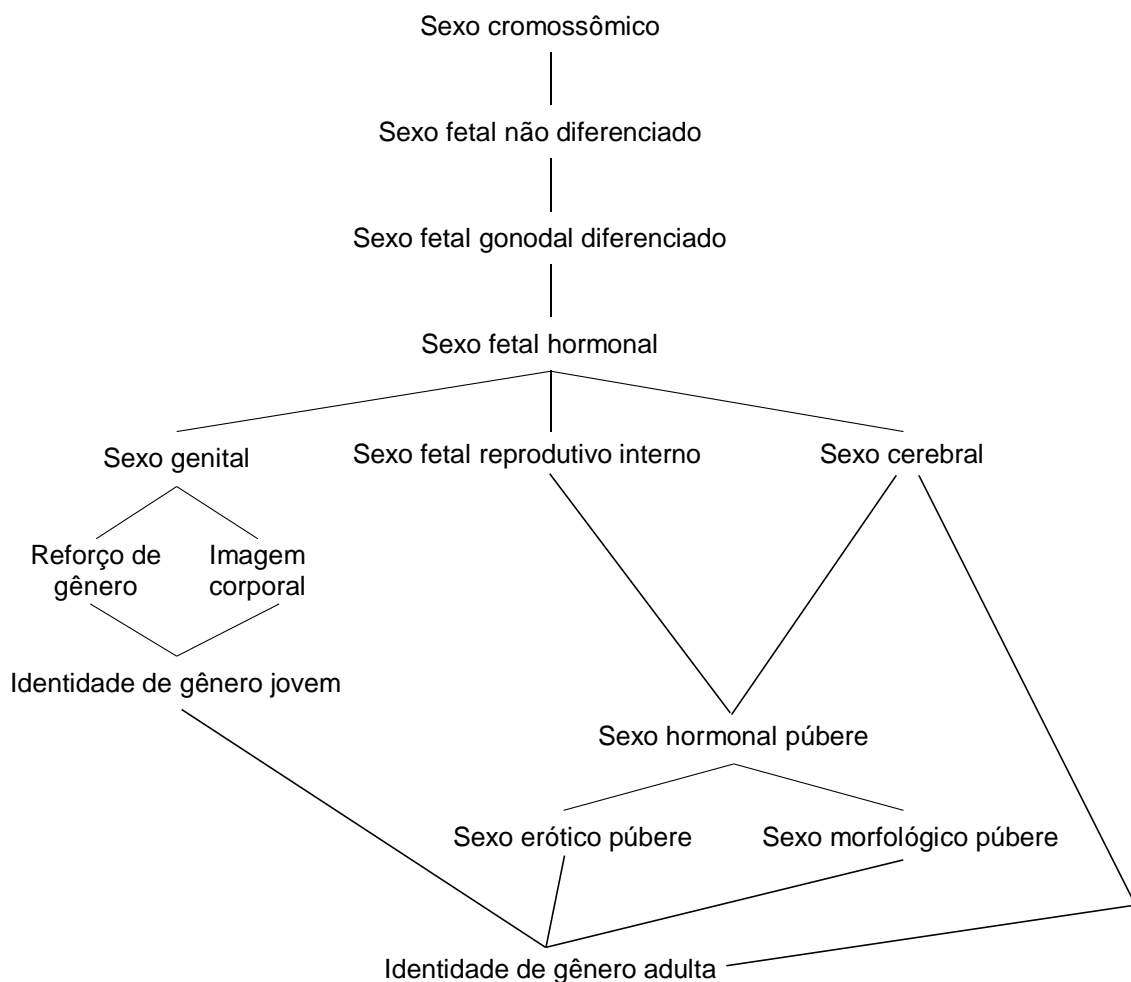 Sexo cromossômico
Sexo fetal não diferenciado
Sexo fetal gonodal diferenciado
Sexo fetal hormonal
Sexo genital
Sexo fetal reprodutivo interno
Sexo cerebral
Reforço de
gênero
Imagem
corporal
Identidade de gênero jovem
Sexo hormonal púbere
Sexo erótico púbere
Sexo morfológico púbere
Identidade de gênero adulta